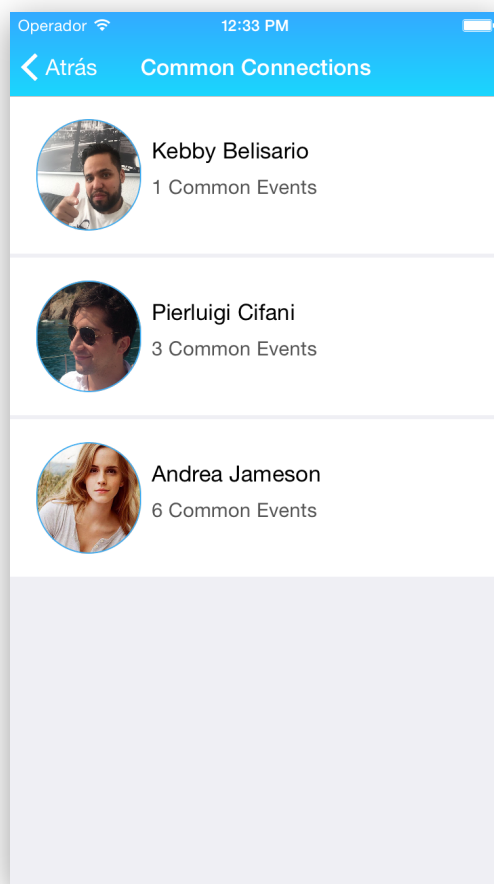 Operador 12:33 PM
Atrás Common Connections
Kebby Belisario
1 Common Events
Pierluigi Cifani
3 Common Events
Andrea Jameson
6 Common Events